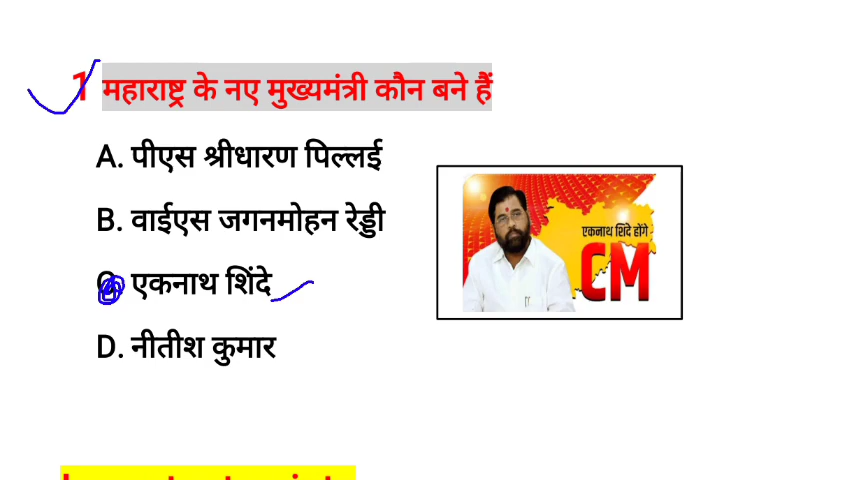 1 महाराष्ट्र के नए मुख्यमंत्री कौन बने हैं
A. पीएस श्रीधारण पिल्लई
B. वाईएस जगनमोहन रेड्डी
C. एकनाथ शिंदे
D. नीतीश कुमार
एकनाथ शिंदे होंगे
CM